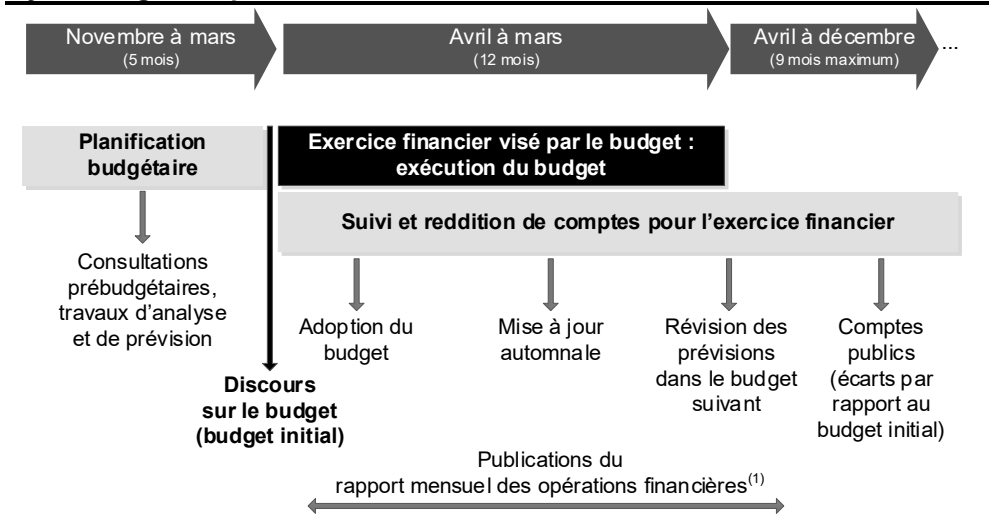 Novembre à mars
(5 mois)
Avril à mars
(12 mois)
Avril à décembre
(9 mois maximum)
...
Planification
budgétaire
Exercice financier visé par le budget :
exécution du budget
Suivi et reddition de comptes pour l'exercice financier
Consultations
prébudgétaires,
travaux d'analyse
et de prévision
Discours
sur le budget
(budget initial)
Adoption du
budget
Mise à jour
automnale
Révision des
prévisions
dans le budget
suivant
Comptes
publics
(écarts par
rapport au
budget initial)
Publications du
rapport mensuel des opérations financières(1)